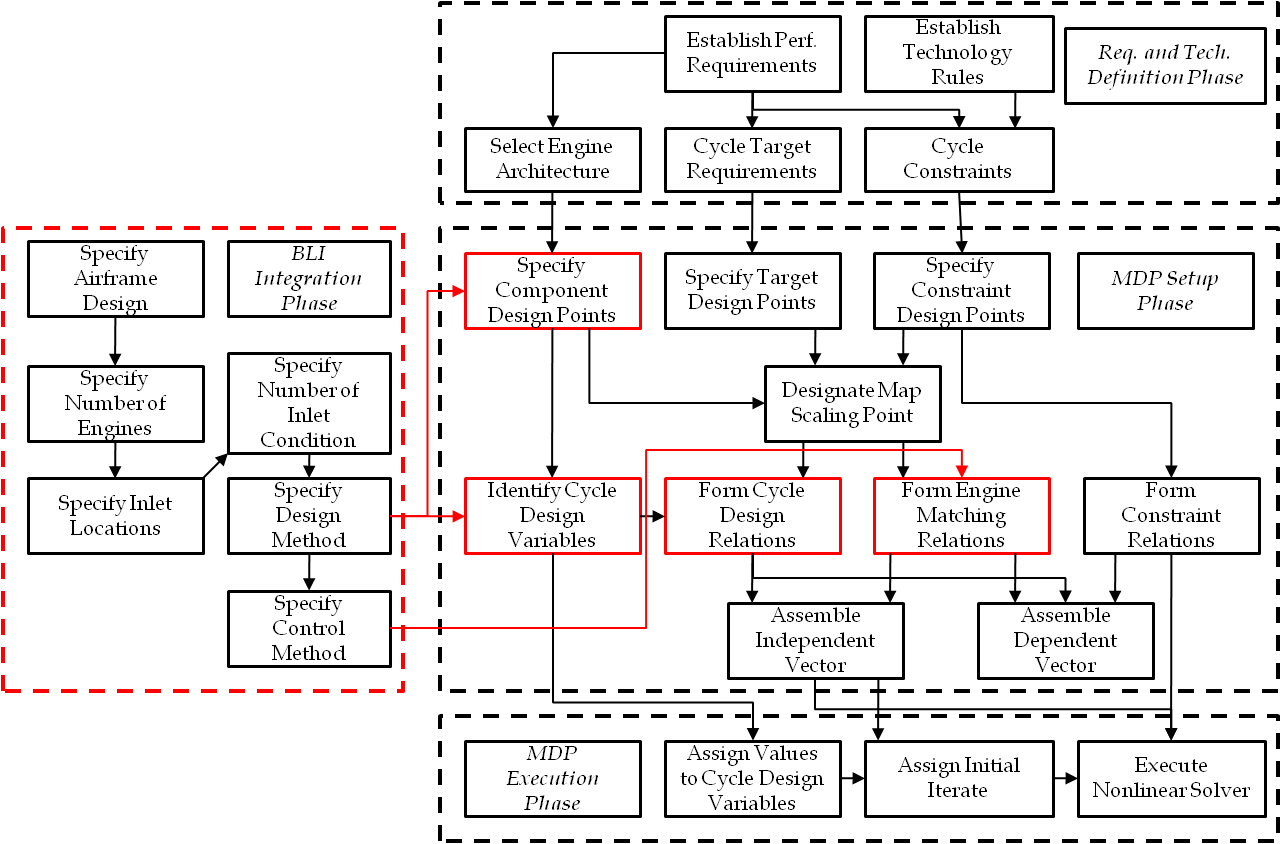 Establish Perf.
Requirements
Establish
Technology
Rules
Req. and Tech.
Definition Phase
Select Engine
Architecture
Cycle Target
Requirements
Cycle
Constraints
Specify
Airframe
Design
BLI
Integration
Phase
Specify
Number of
Engines
Specify
Number of
Inlet
Condition
Specify Inlet
Locations
Specify
Design
Method
Specify
Control
Method
Specify
Component
Design Points
Specify Target
Design Points
Specify
Constraint
Design Points
MDP Setup
Phase
Designate Map
Scaling Point
Identify Cycle
Design
Variables
Form Cycle
Design
Relations
Form Engine
Matching
Relations
Form
Constraint
Relations
Assemble
Independent
Vector
Assemble
Dependent
Vector
MDP
Execution
Phase
Assign Values
to Cycle Design
Variables
Assign Initial
Iterate
Execute
Nonlinear Solver